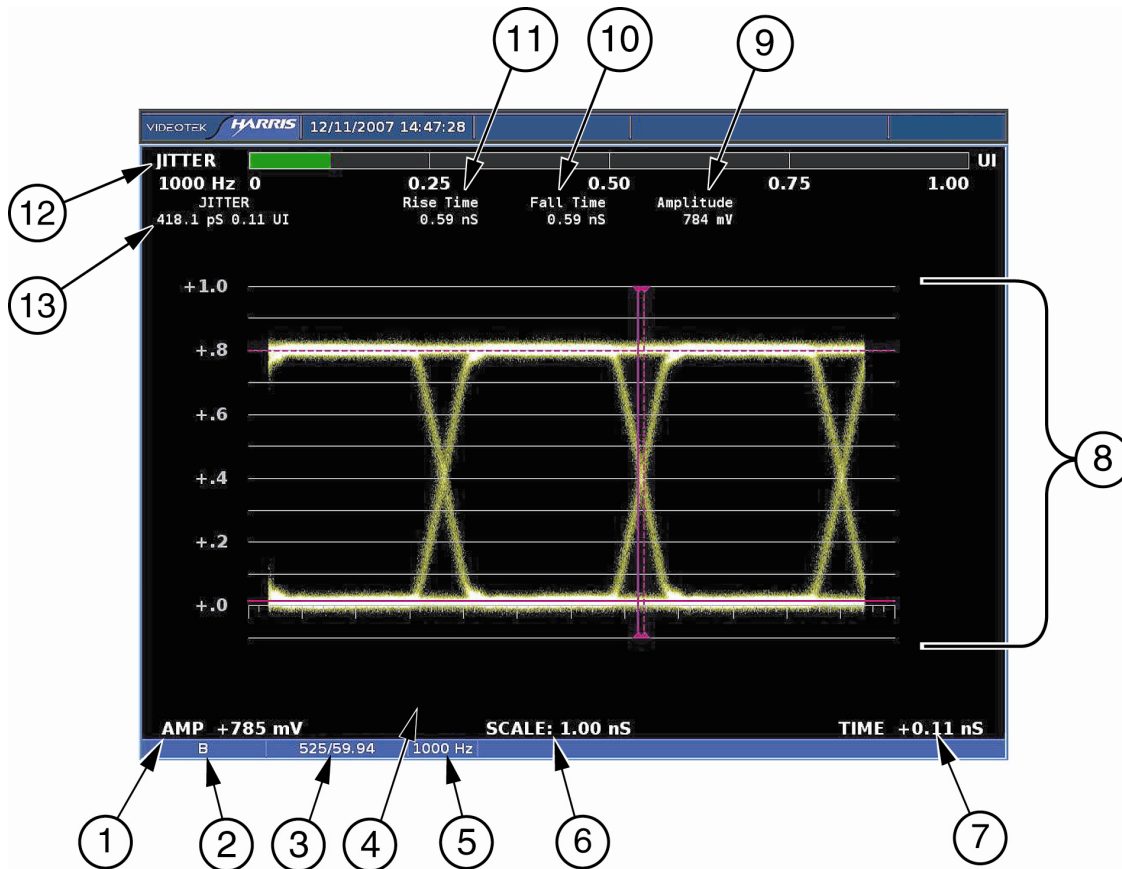 11
10
9
VIDEOTEK HARRIS 12/11/2007 14:47:28
JITTER UI
1000 Hz 0 0.25 0.50 0.75 1.00
JITTER Rise Time Fall Time Amplitude
418.1 pS 0.11 UI 0.59 nS 0.59 nS 784 mV
12
13
+1.0
+.8
+.6
+.4
+.2
+.0
8
AMP +785 mV SCALE: 1.00 nS TIME +0.11 nS
B 525/59.94 1000 Hz
1
2
3
4
5
6
7